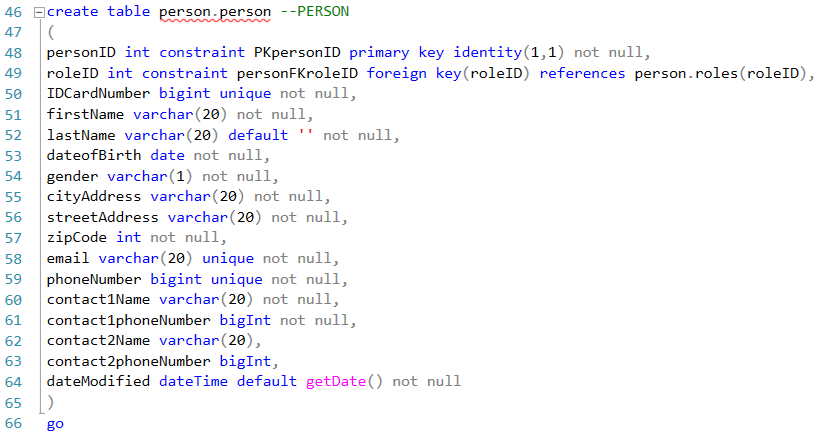 46 create table person.person --PERSON
47 (
48 personID int constraint PKpersonID primary key identity(1,1) not null,
49 roleID int constraint personFKroleID foreign key(roleID) references person.roles(roleID),
50 IDCardNumber bigint unique not null,
51 firstName varchar(20) not null,
52 lastName varchar(20) default '' not null,
53 dateofBirth date not null,
54 gender varchar(1) not null,
55 cityAddress varchar(20) not null,
56 streetAddress varchar(20) not null,
57 zipCode int not null,
58 email varchar(20) unique not null,
59 phoneNumber bigint unique not null,
60 contact1Name varchar(20) not null,
61 contact1phoneNumber bigInt not null,
62 contact2Name varchar(20),
63 contact2phoneNumber bigInt,
64 dateModified dateTime default getDate() not null
65 )
66 go